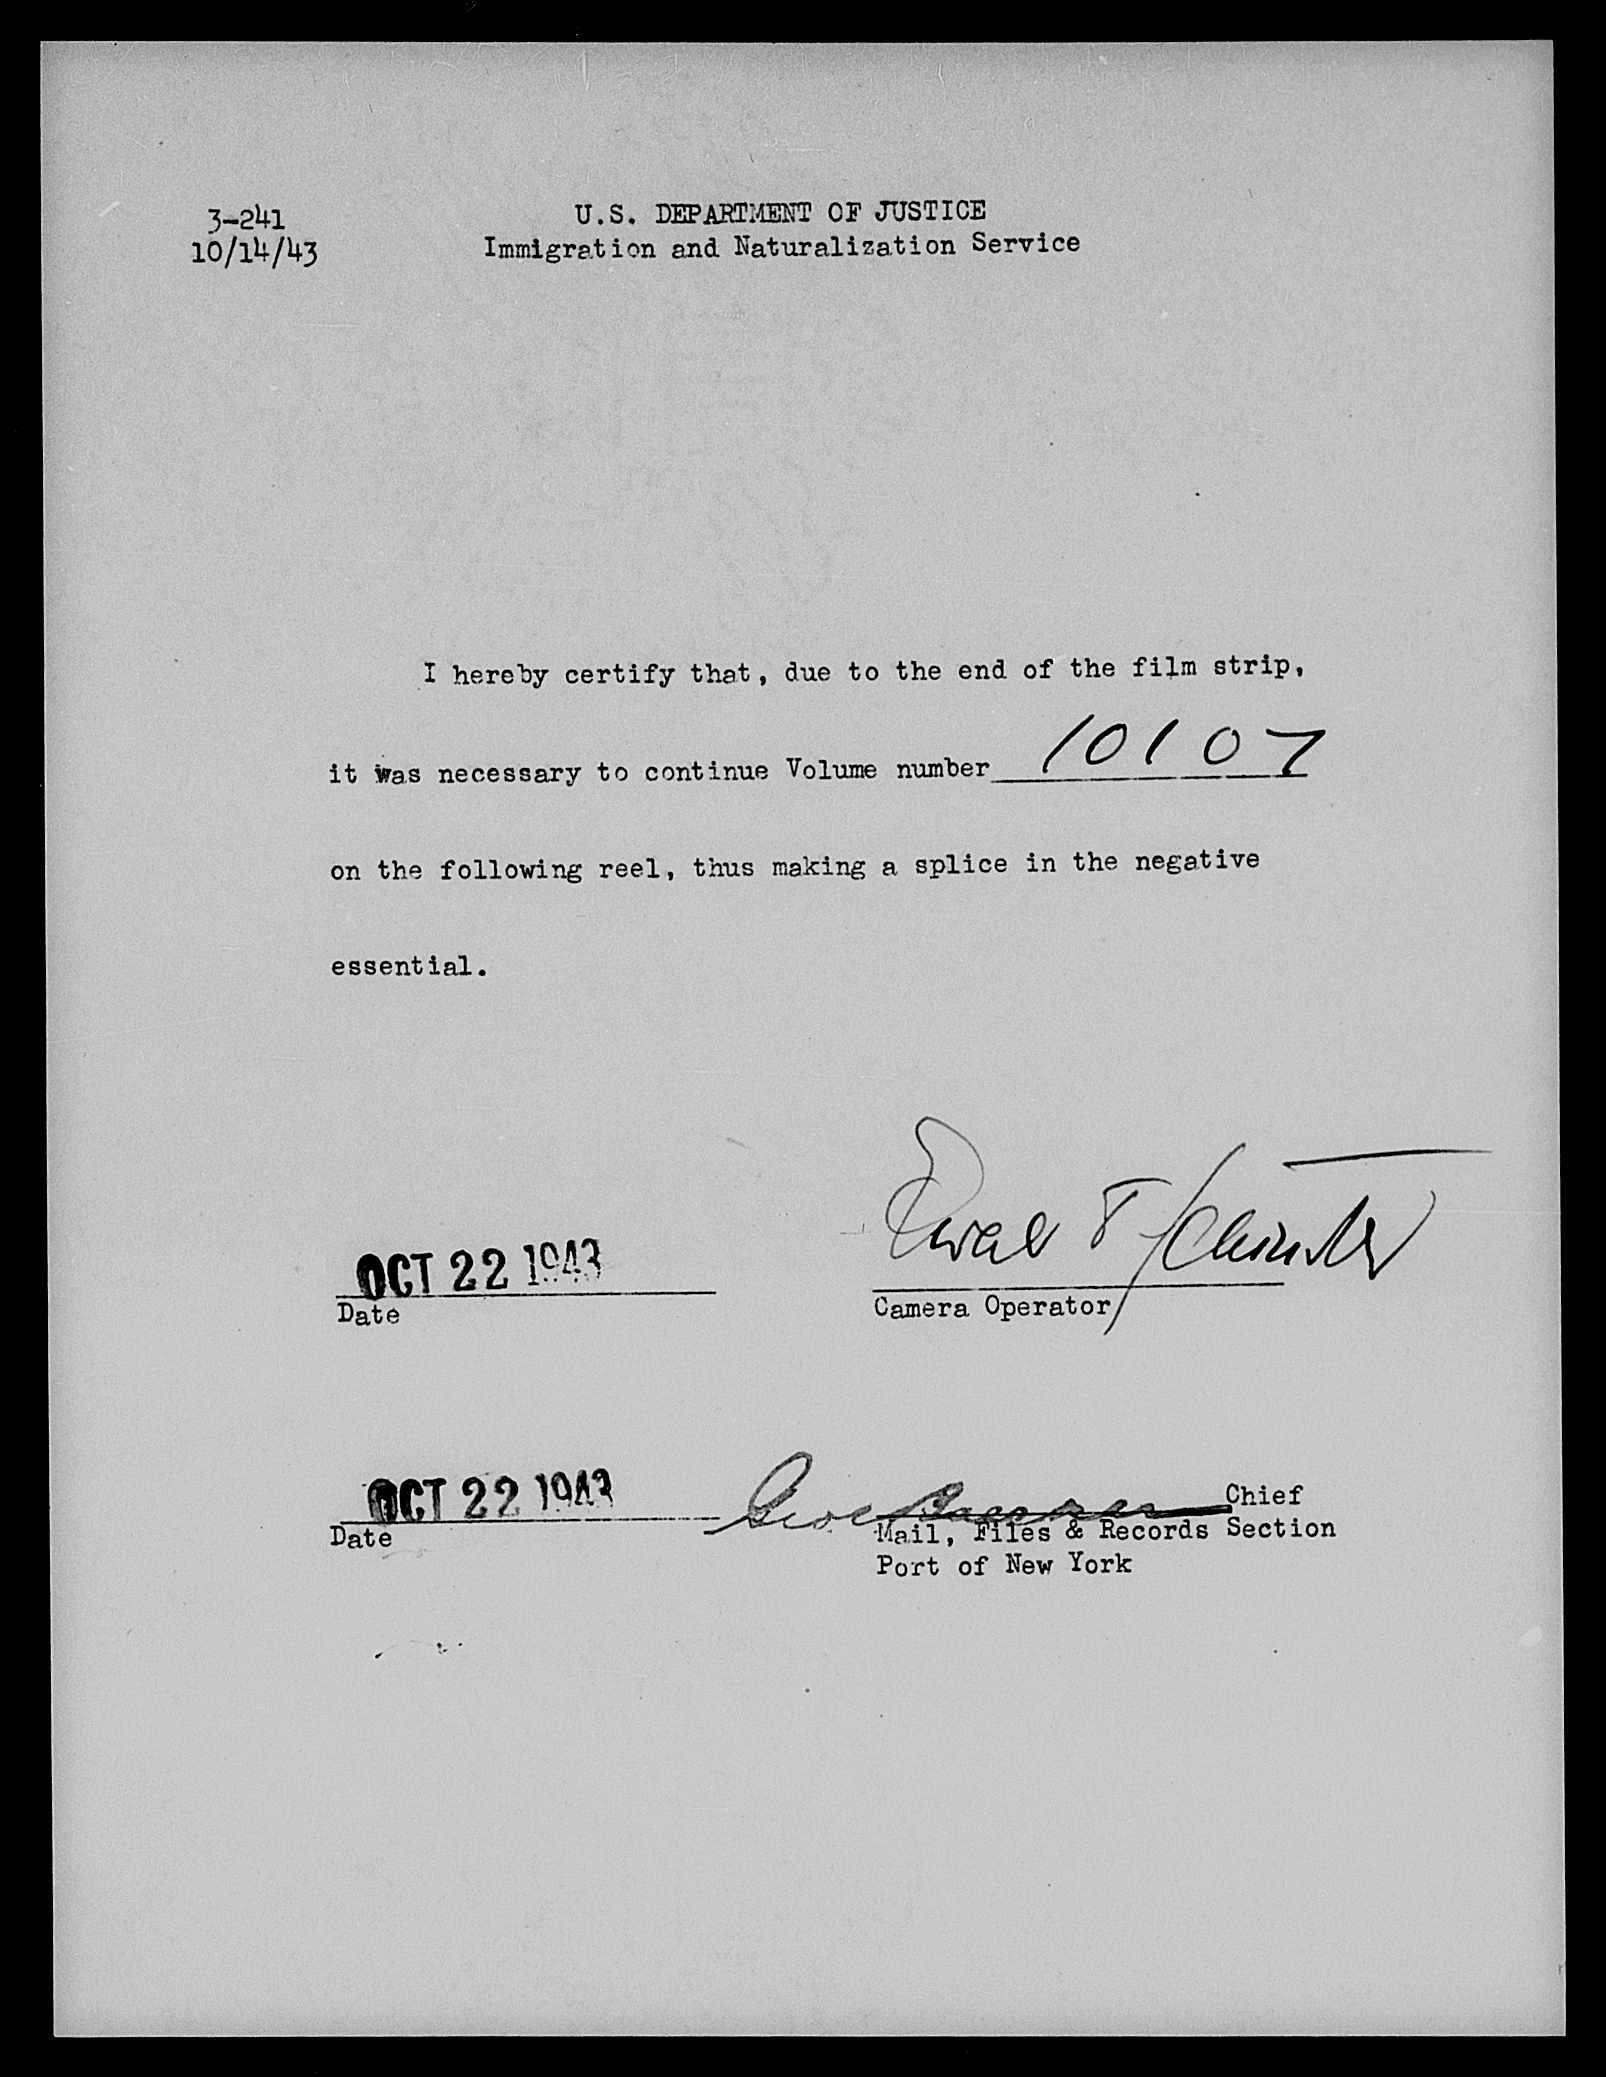 3-241
10/14/43
U.S. DEPARTMENT OF JUSTICE
Immigration and Naturalization Service
I hereby certify that, due to the end of the film strip,
it was necessary to continue Volume number 10107
on the following reel, thus making a splice in the negative
essential.
OCT 22 1943
Date
Camera Operator
OCT 22 1943
Date
Chief
Mail, Files & Records Section
Port of New York